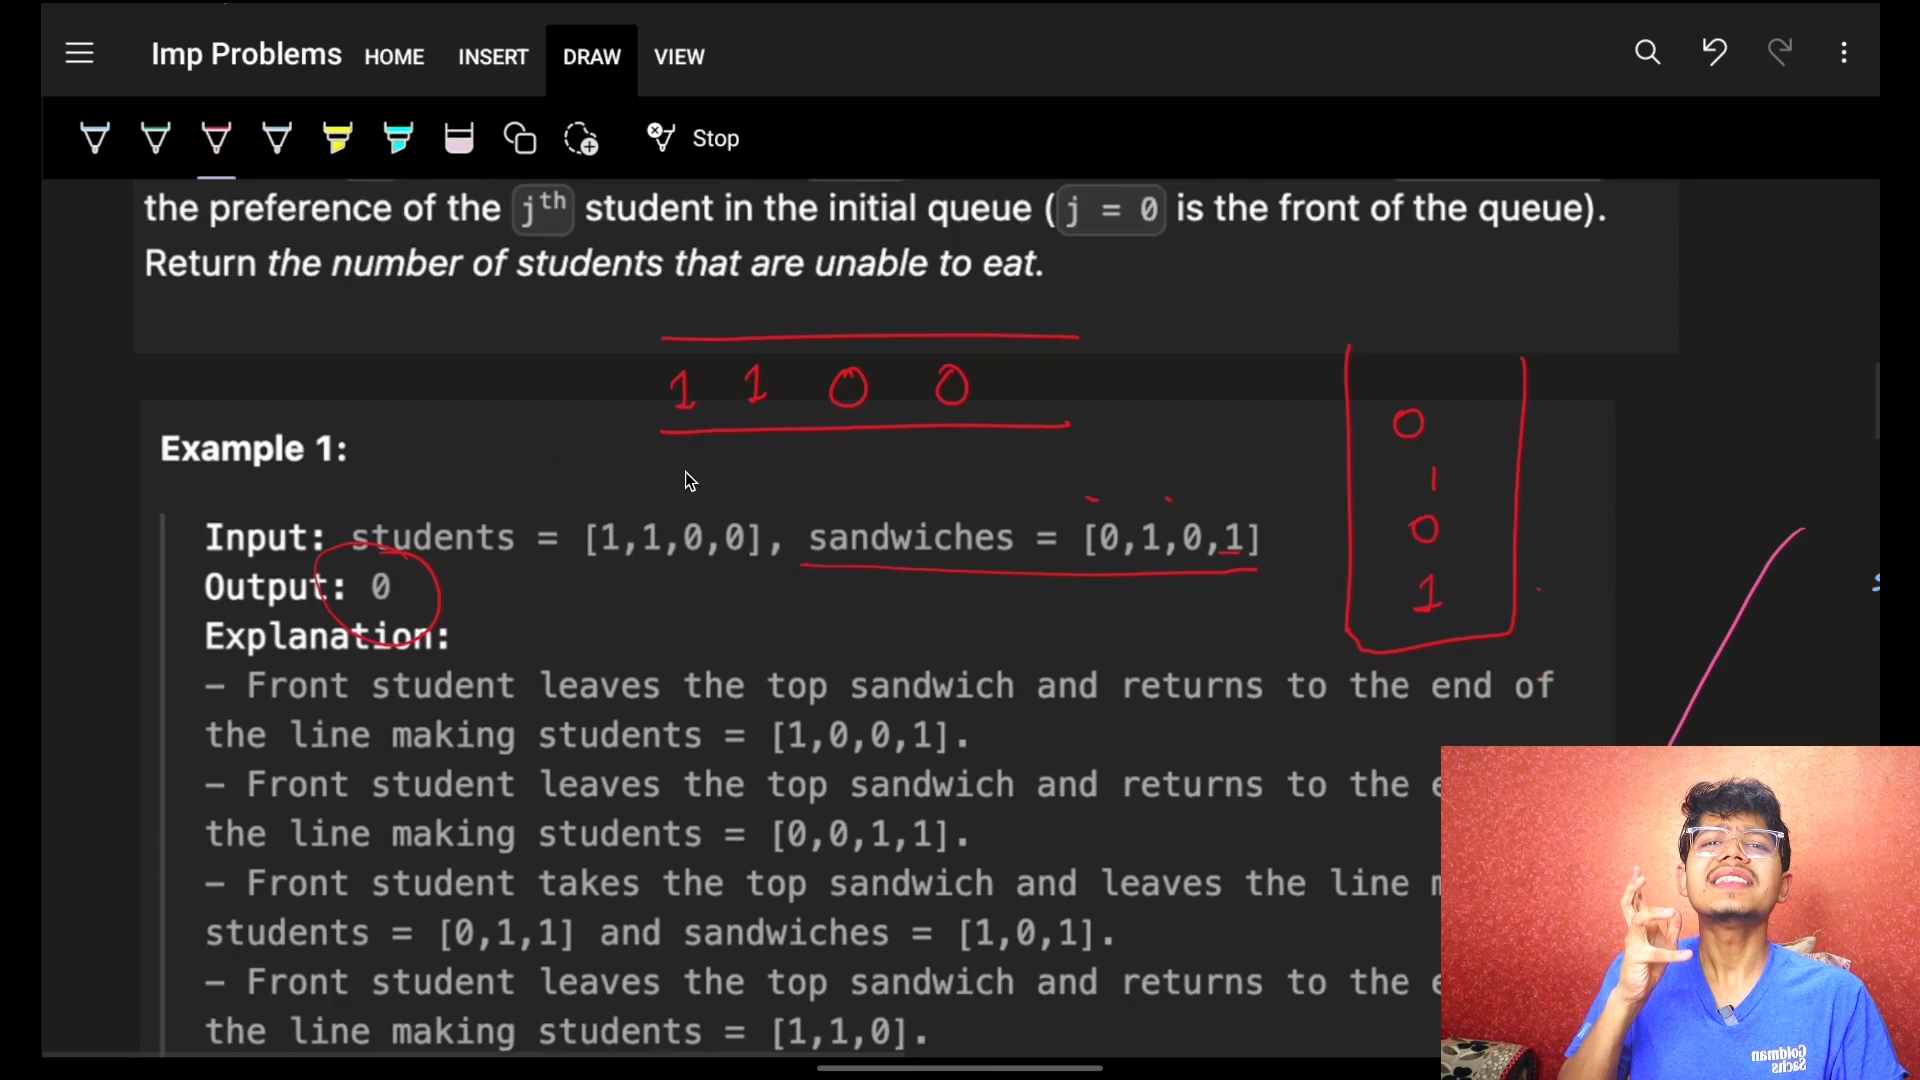 Imp Problems HOME INSERT DRAW VIEW
Stop
the preference of the jth student in the initial queue (j = 0 is the front of the queue).
Return the number of students that are unable to eat.
1 1 0 0
0
1
0
1
Example 1:
Input: students = [1,1,0,0], sandwiches = [0,1,0,1]
Output: 0
Explanation:
– Front student leaves the top sandwich and returns to the end of
the line making students = [1,0,0,1].
– Front student leaves the top sandwich and returns to the
the line making students = [0,0,1,1].
– Front student takes the top sandwich and leaves the line
students = [0,1,1] and sandwiches = [1,0,1].
– Front student leaves the top sandwich and returns to the
the line making students = [1,1,0].
Goldman
Sachs